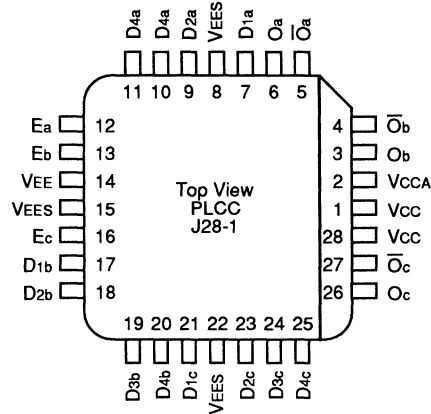 D4a D4a D2a VEES D1a Oa O̅a
11 10 9 8 7 6 5
Ea 12
Eb 13
VEE 14
VEES 15
Ec 16
D1b 17
D2b 18
4 O̅b
3 Ob
2 VCCA
1 VCC
28 VCC
27 O̅c
26 Oc
Top View
PLCC
J28-1
19 20 21 22 23 24 25
D3b D4b D1c VEES D2c D3c D4c